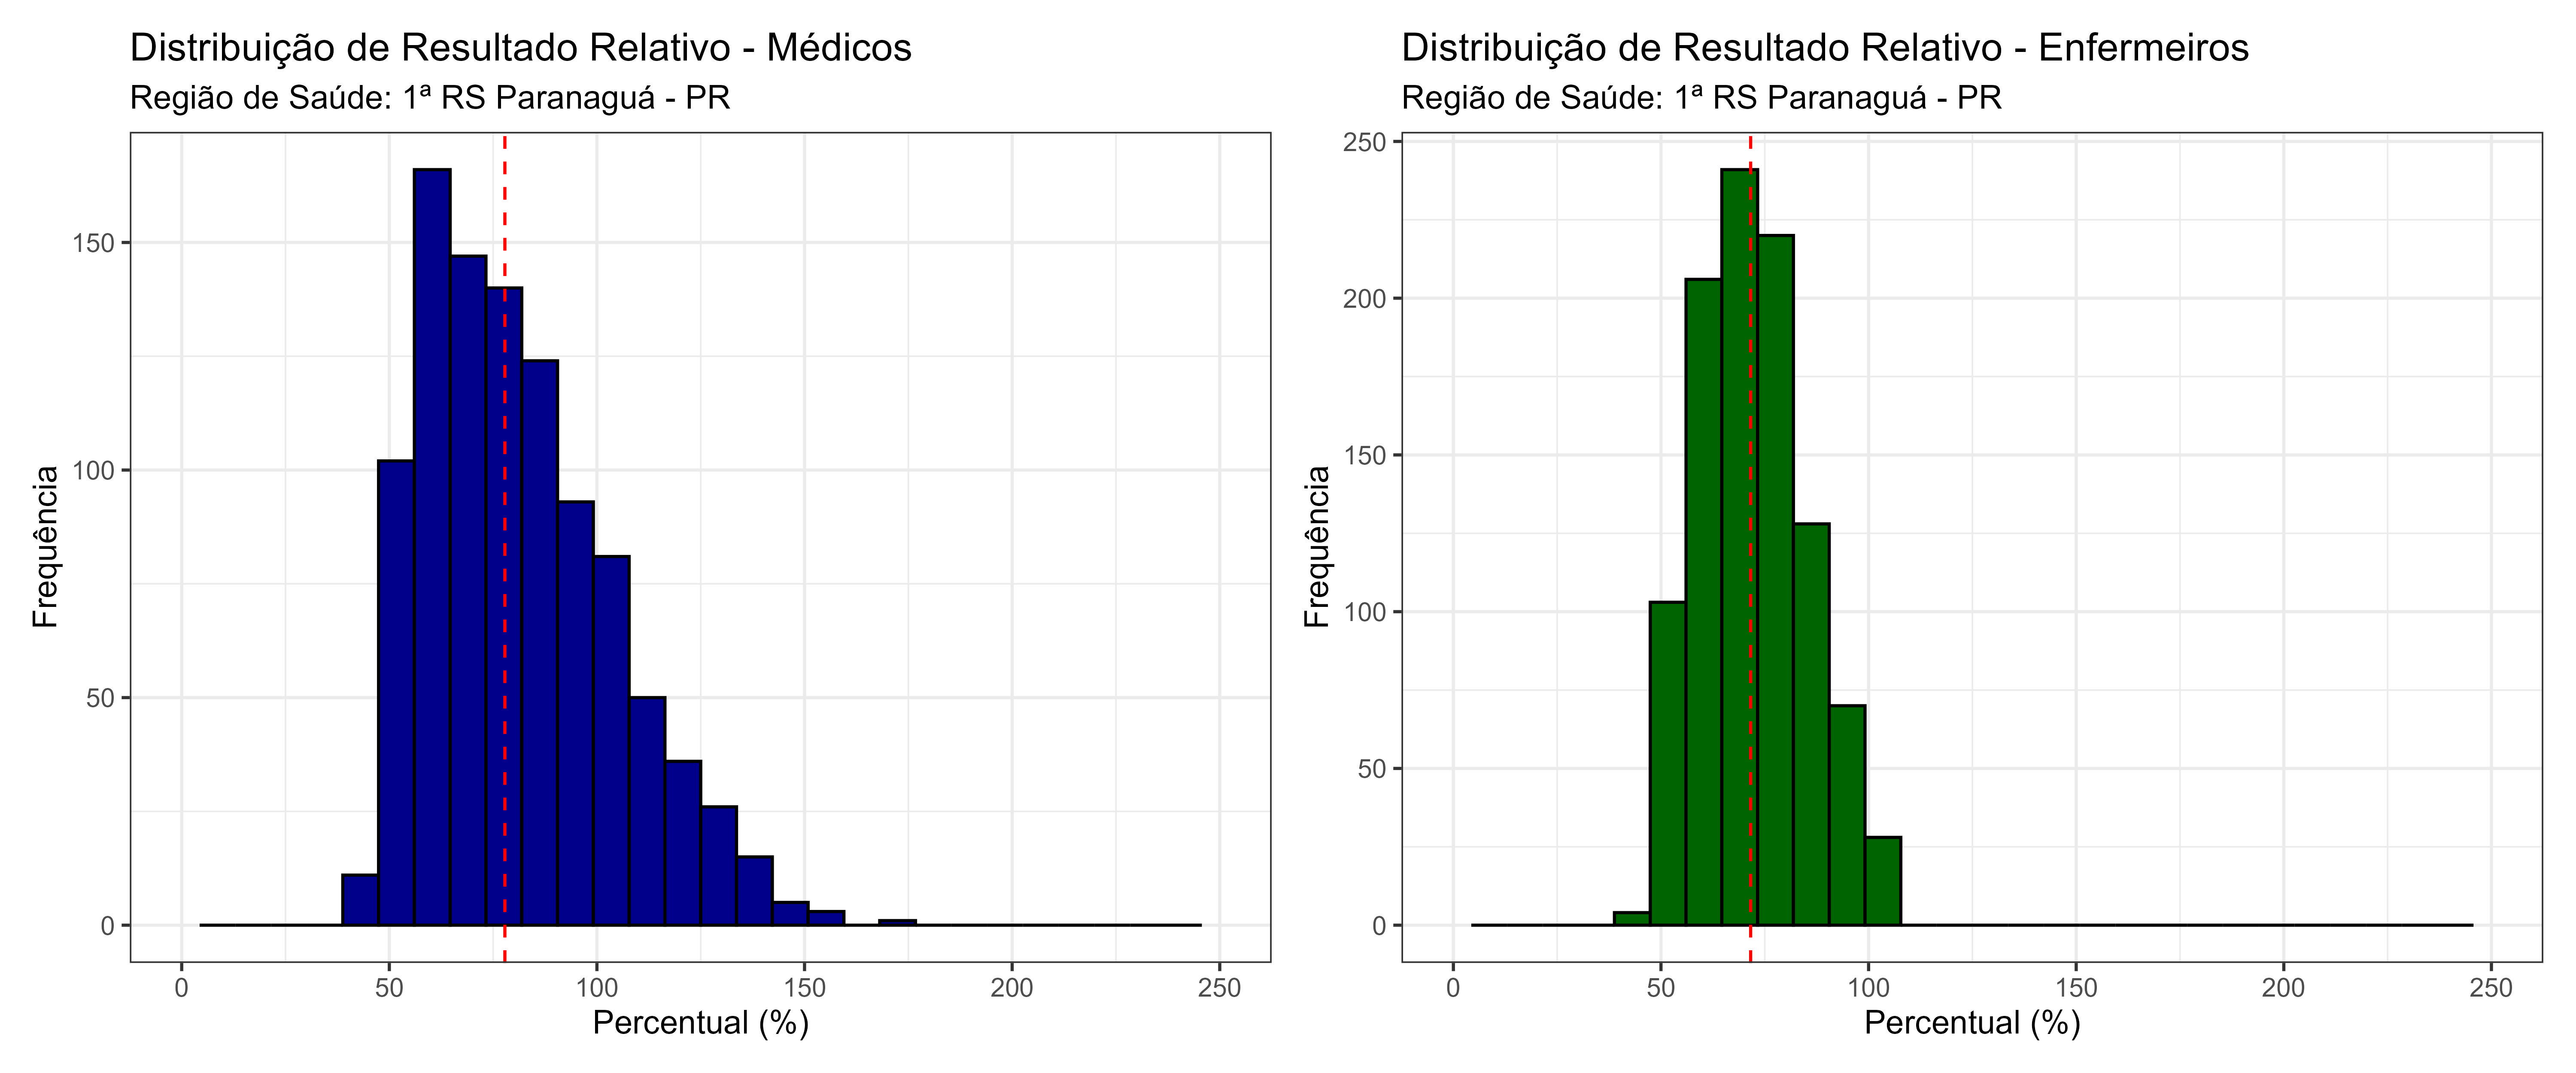 Distribuição de Resultado Relativo - Médicos
Região de Saúde: 1ª RS Paranaguá - PR
Frequência
150
100
50
0
0 50 100 150 200 250
Percentual (%)
Distribuição de Resultado Relativo - Enfermeiros
Região de Saúde: 1ª RS Paranaguá - PR
Frequência
250
200
150
100
50
0
0 50 100 150 200 250
Percentual (%)